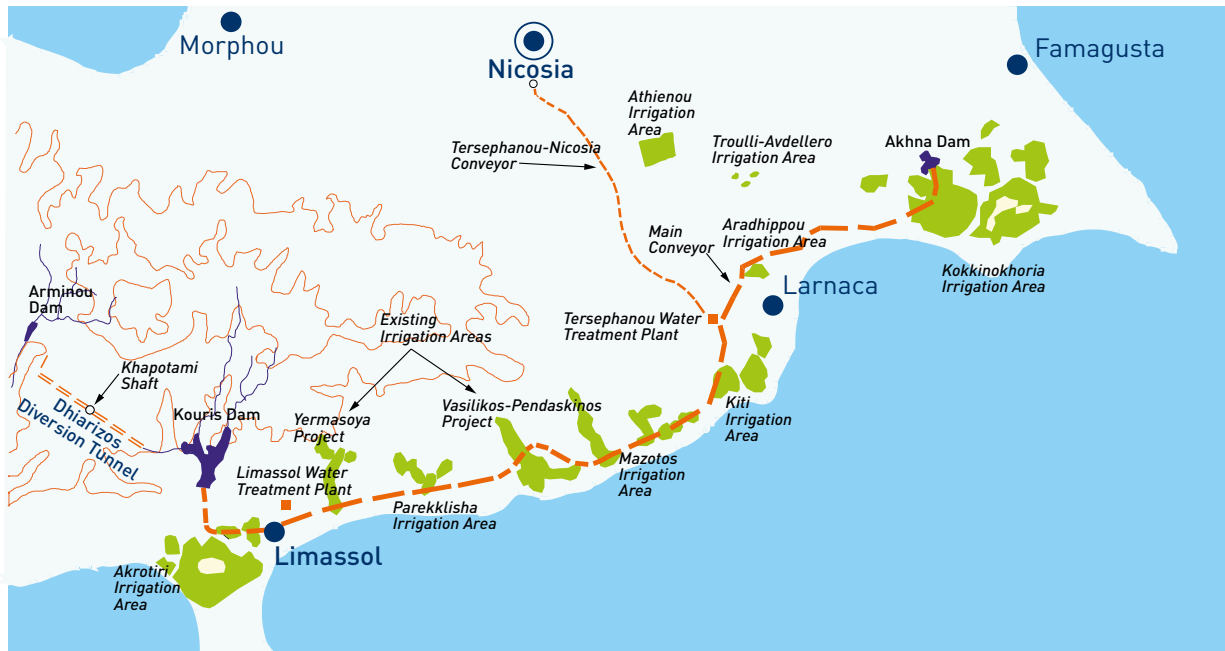 Morphou
Nicosia
Famagusta
Athienou
Irrigation
Area
Tersephanou-Nicosia
Conveyor
Troulli-Avdellero
Irrigation Area
Akhna Dam
Main
Conveyor
Aradhippou
Irrigation Area
Kokkinokhoria
Irrigation Area
Larnaca
Arminou
Dam
Existing
Irrigation Areas
Tersephanou Water
Treatment Plant
Khapotami
Shaft
Dhiarizos
Diversion Tunnel
Kouris Dam
Yermasoya
Project
Vasilikos-Pendaskinos
Project
Kiti
Irrigation
Area
Mazotos
Irrigation
Area
Limassol Water
Treatment Plant
Parekklisha
Irrigation Area
Limassol
Akrotiri
Irrigation
Area